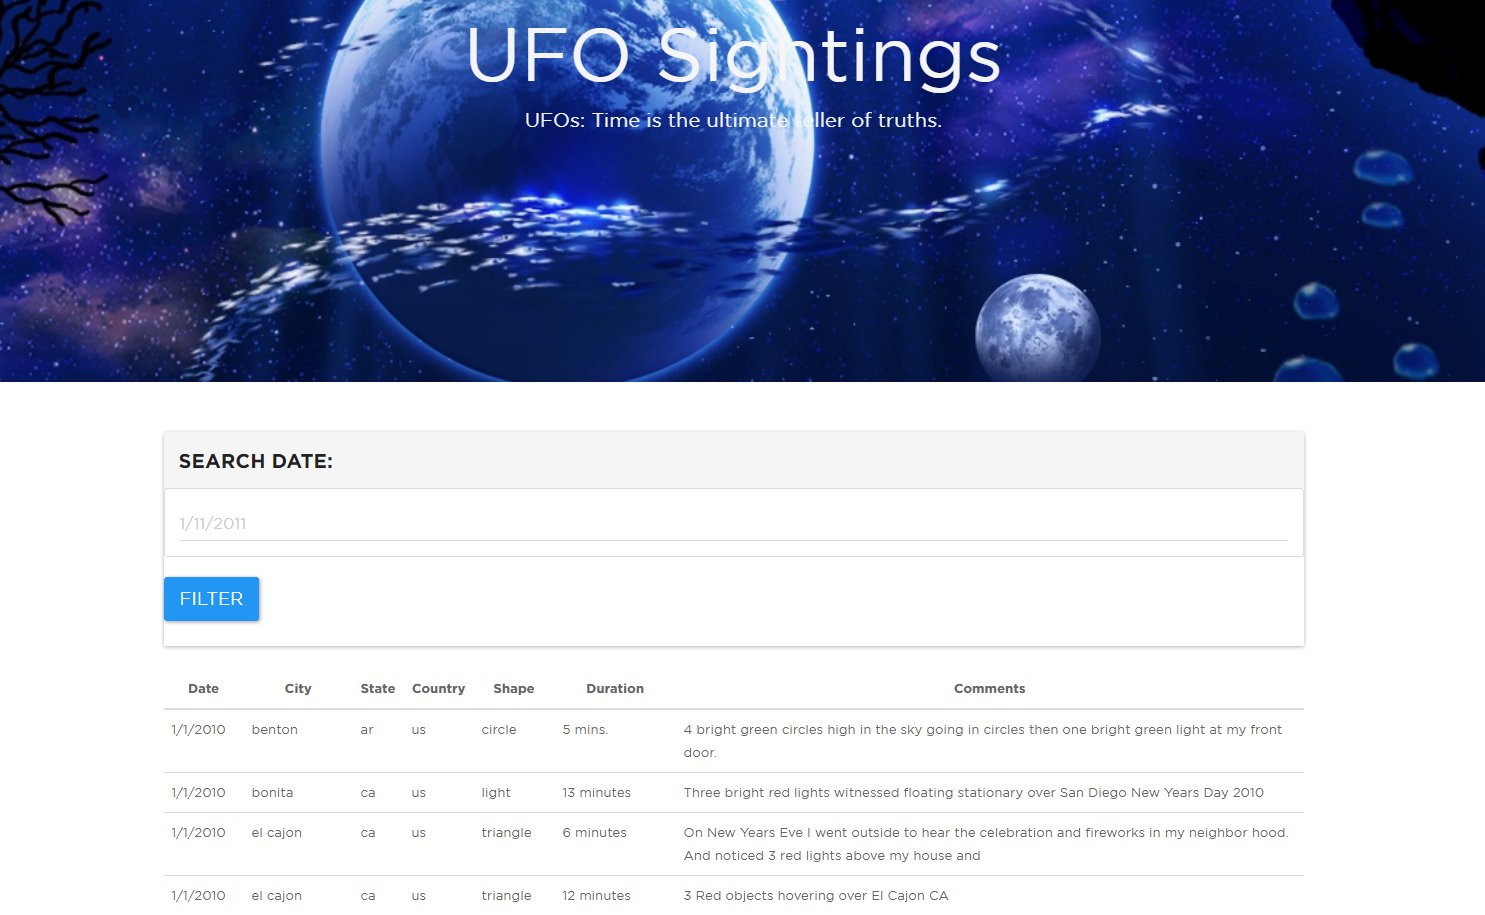 UFO Sightings
UFOs: Time is the ultimate teller of truths.
SEARCH DATE:
1/11/2011
FILTER
Date City State Country Shape Duration Comments
1/1/2010 benton ar us circle 5 mins. 4 bright green circles high in the sky going in circles then one bright green light at my front
door.
1/1/2010 bonita ca us light 13 minutes Three bright red lights witnessed floating stationary over San Diego New Years Day 2010
1/1/2010 el cajon ca us triangle 6 minutes On New Years Eve I went outside to hear the celebration and fireworks in my neighbor hood.
And noticed 3 red lights above my house and
1/1/2010 el cajon ca us triangle 12 minutes 3 Red objects hovering over El Cajon CA